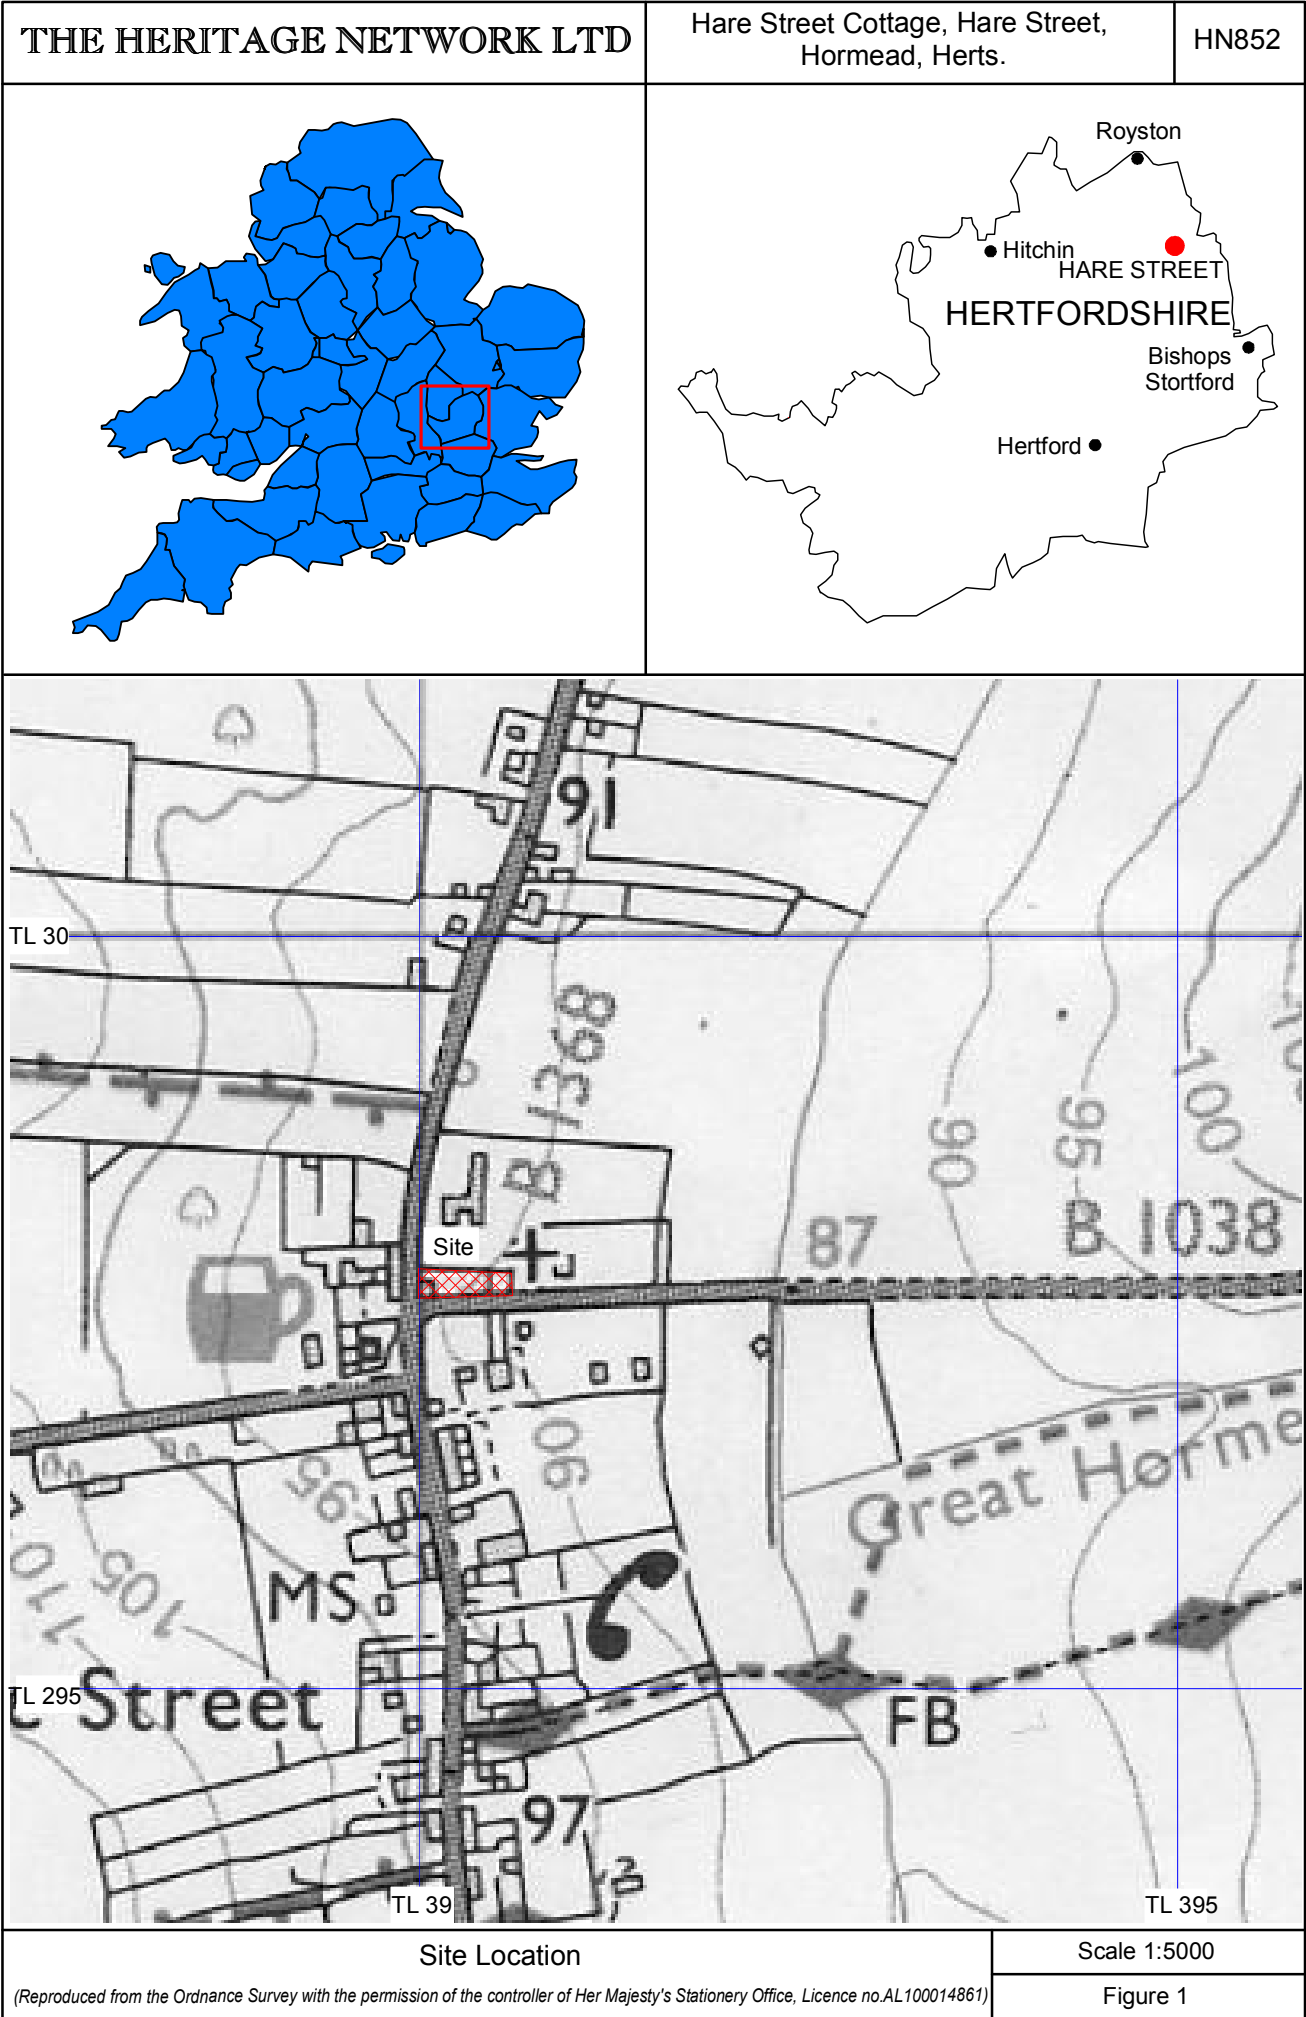 THE HERITAGE NETWORK LTD
Hare Street Cottage, Hare Street,
Hormead, Herts.
HN852
Royston
Hitchin
HARE STREET
HERTFORDSHIRE
Bishops
Stortford
Hertford
91
TL 30
B 1368
90
95
100
Site
87
B 1038
90
95
Great Horme
105
110
MS
TL 295
Street
FB
97
TL 39
TL 395
Site Location
(Reproduced from the Ordnance Survey with the permission of the controller of Her Majesty's Stationery Office, Licence no.AL100014861)
Scale 1:5000
Figure 1